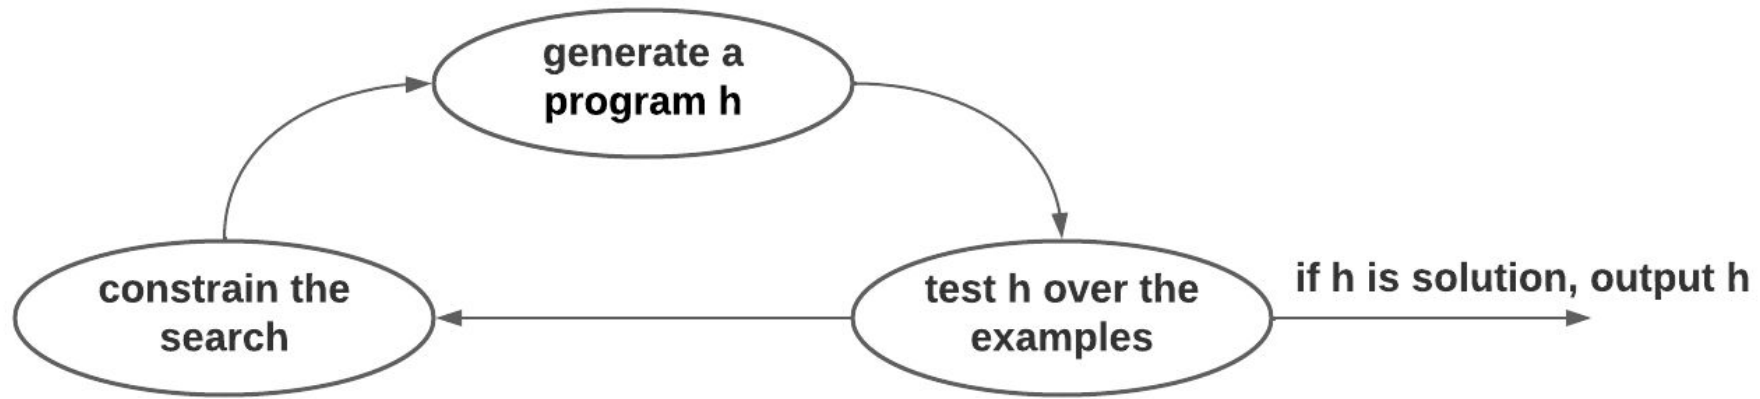 generate a
program h
constrain the
search
test h over the
examples
if h is solution, output h